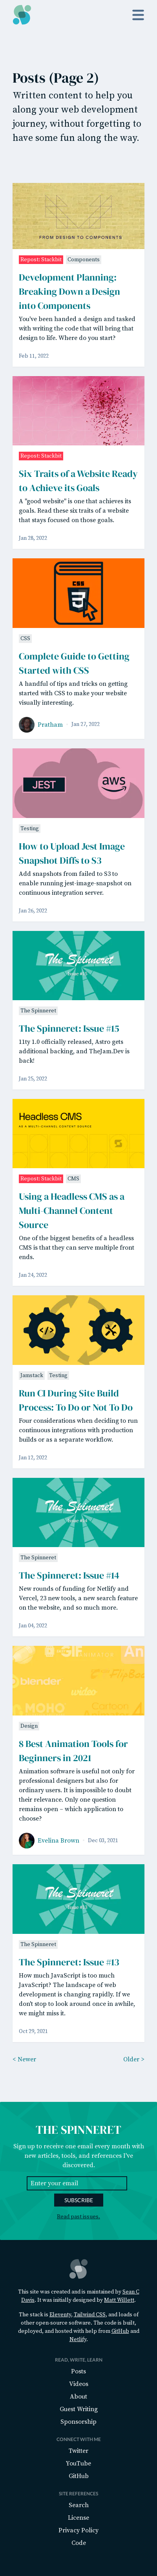 Posts (Page 2)
Written content to help you
along your web development
journey, without forgetting to
have some fun along the way.
FROM DESIGN TO COMPONENTS
Repost: Stackbit Components
Development Planning:
Breaking Down a Design
into Components
You've been handed a design and tasked
with writing the code that will bring that
design to life. Where do you start?
Feb 11, 2022
Repost: Stackbit
Six Traits of a Website Ready
to Achieve its Goals
A "good website" is one that achieves its
goals. Read these six traits of a website
that stays focused on those goals.
Jan 28, 2022
CSS
3
CSS
Complete Guide to Getting
Started with CSS
A handful of tips and tricks on getting
started with CSS to make your website
visually interesting.
Pratham · Jan 27, 2022
JEST
aws
Testing
How to Upload Jest Image
Snapshot Diffs to S3
Add snapshots from failed to S3 to
enable running jest-image-snapshot on
continuous integration server.
Jan 26, 2022
The Spinneret
The Spinneret
The Spinneret: Issue #15
11ty 1.0 officially released, Astro gets
additional backing, and TheJam.Dev is
back!
Jan 25, 2022
Headless CMS
AS A MULTI-CHANNEL CONTENT SOURCE
Repost: Stackbit CMS
Using a Headless CMS as a
Multi-Channel Content
Source
One of the biggest benefits of a headless
CMS is that they can serve multiple front
ends.
Jan 24, 2022
Jamstack Testing
Run CI During Site Build
Process: To Do or Not To Do
Four considerations when deciding to run
continuous integrations with production
builds or as a separate workflow.
Jan 12, 2022
The Spinneret
The Spinneret
The Spinneret: Issue #14
New rounds of funding for Netlify and
Vercel, 23 new tools, a new search feature
on the website, and so much more.
Jan 04, 2022
GIF
FlipBo
blender
MOHO
Cartoon
Design
8 Best Animation Tools for
Beginners in 2021
Animation software is useful not only for
professional designers but also for
ordinary users. It is impossible to doubt
their relevance. Only one question
remains open – which application to
choose?
Evelina Brown · Dec 03, 2021
The Spinneret
The Spinneret
The Spinneret: Issue #13
How much JavaScript is too much
JavaScript? The landscape of web
development is changing rapidly. If we
don't stop to look around once in awhile,
we might miss it.
Oct 29, 2021
< Newer Older >
THE SPINNERET
Sign up to receive one email every month with
new articles, tools, and references I've
discovered.
Enter your email
SUBSCRIBE
Read past issues.
This site was created and is maintained by Sean C
Davis. It was initially designed by Matt Willett.
The stack is Eleventy, Tailwind CSS, and loads of
other open-source software. The code is built,
deployed, and hosted with help from GitHub and
Netlify.
READ, WRITE, LEARN
Posts
Videos
About
Guest Writing
Sponsorship
CONNECT WITH ME
Twitter
YouTube
GitHub
SITE REFERENCES
Search
License
Privacy Policy
Code